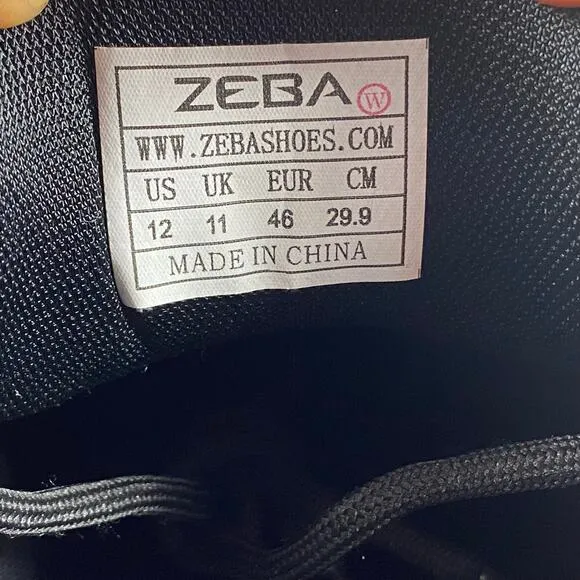 ZEBA W
WWW.ZEBASHOES.COM
US UK EUR CM
12 11 46 29.9
MADE IN CHINA